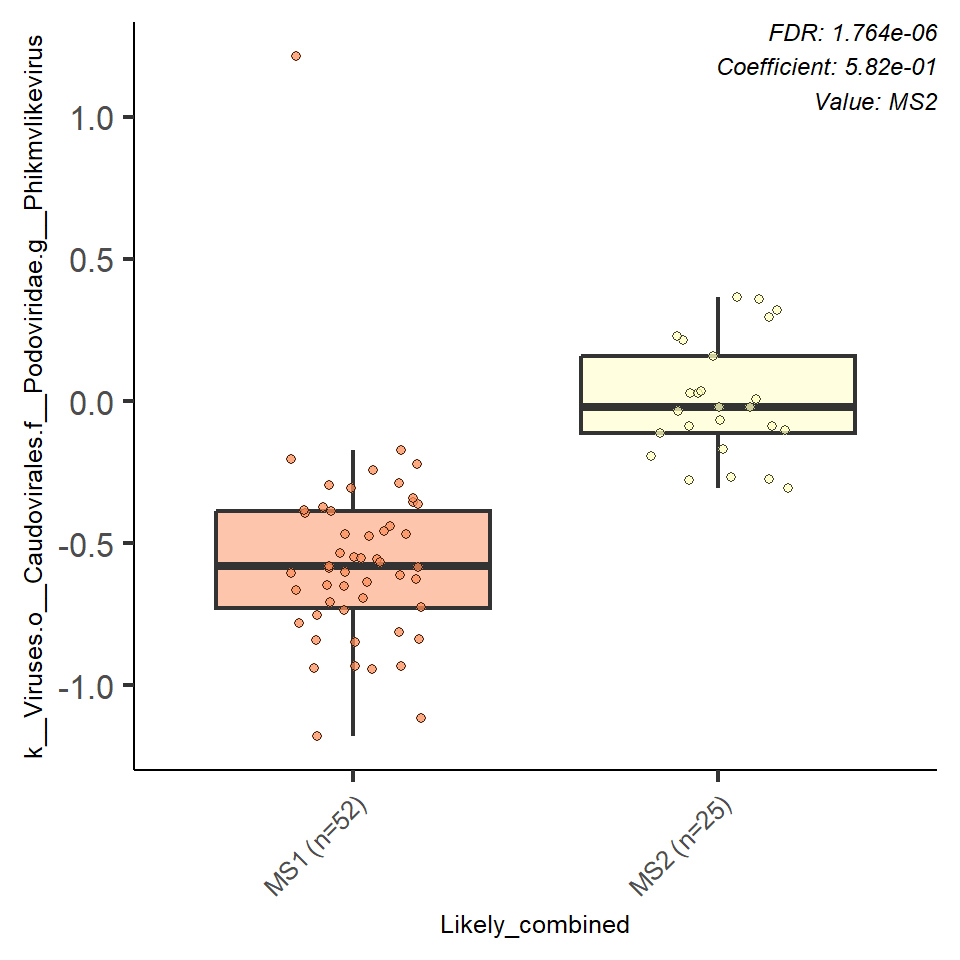 FDR: 1.764e-06
Coefficient: 5.82e-01
Value: MS2
k__Viruses.o__Caudovirales.f__Podoviridae.g__Phikmvlikevirus
1.0
0.5
0.0
-0.5
-1.0
MS1 (n=52)
MS2 (n=25)
Likely_combined